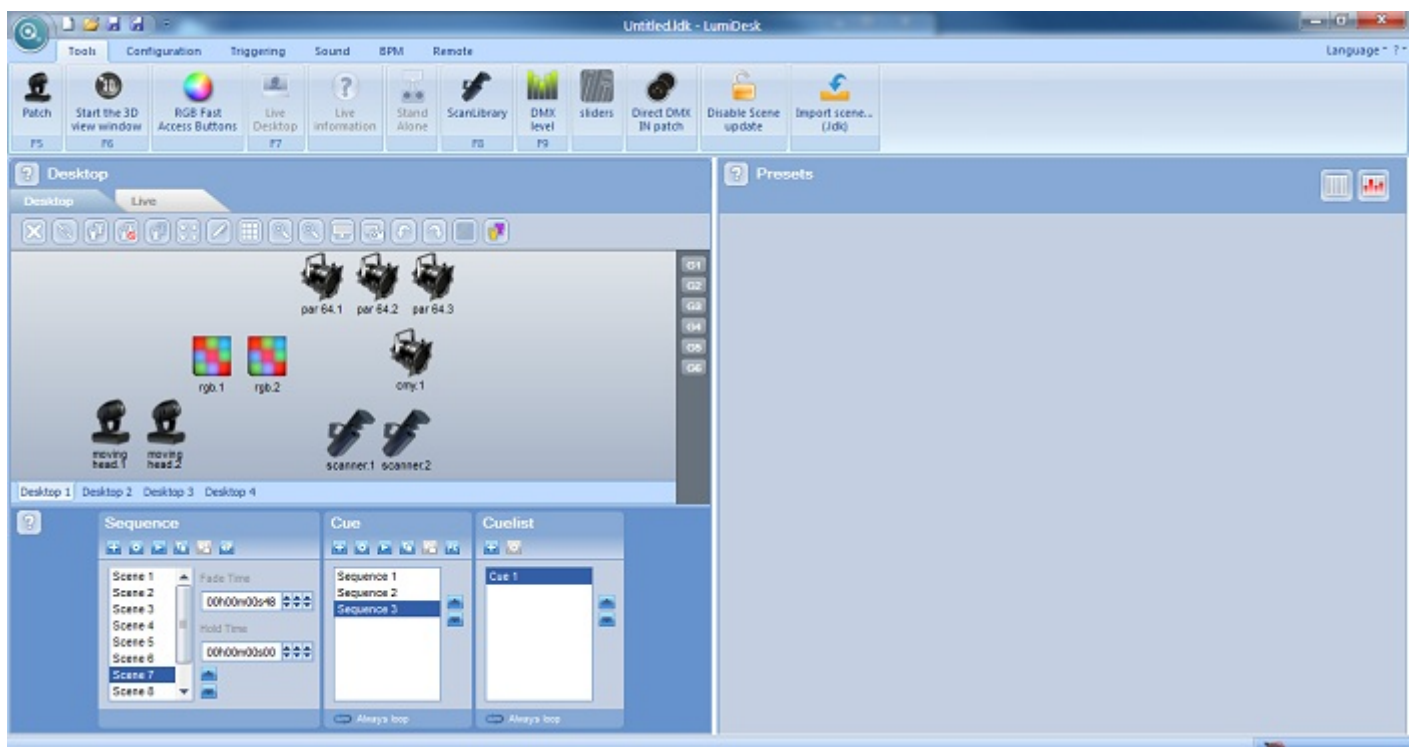 Untitled.ldk - LumiDesk
Tools Configuration Triggering Sound BPM Remote Language ?
Patch
F5
Start the 3D
view window
F6
RGB Fast
Access Buttons
Live
Desktop
F7
Live
information
Stand
Alone
ScanLibrary
F8
DMX
level
F9
sliders
Direct DMX
IN patch
Disable Scene
update
Import scene...
(.ldk)
? Desktop
Desktop Live
par 64.1 par 64.2 par 64.3
rgb.1 rgb.2 cmy.1
moving
head.1
moving
head.2
scanner.1 scanner.2
G1
G2
G3
G4
G5
G6
Desktop 1 Desktop 2 Desktop 3 Desktop 4
? Presets
?
Sequence
Scene 1
Scene 2
Scene 3
Scene 4
Scene 5
Scene 6
Scene 7
Scene 8
Fade Time
00h00m00s48
Hold Time
00h00m00s00
Cue
Sequence 1
Sequence 2
Sequence 3
Always loop
Cuelist
Cue 1
Always loop